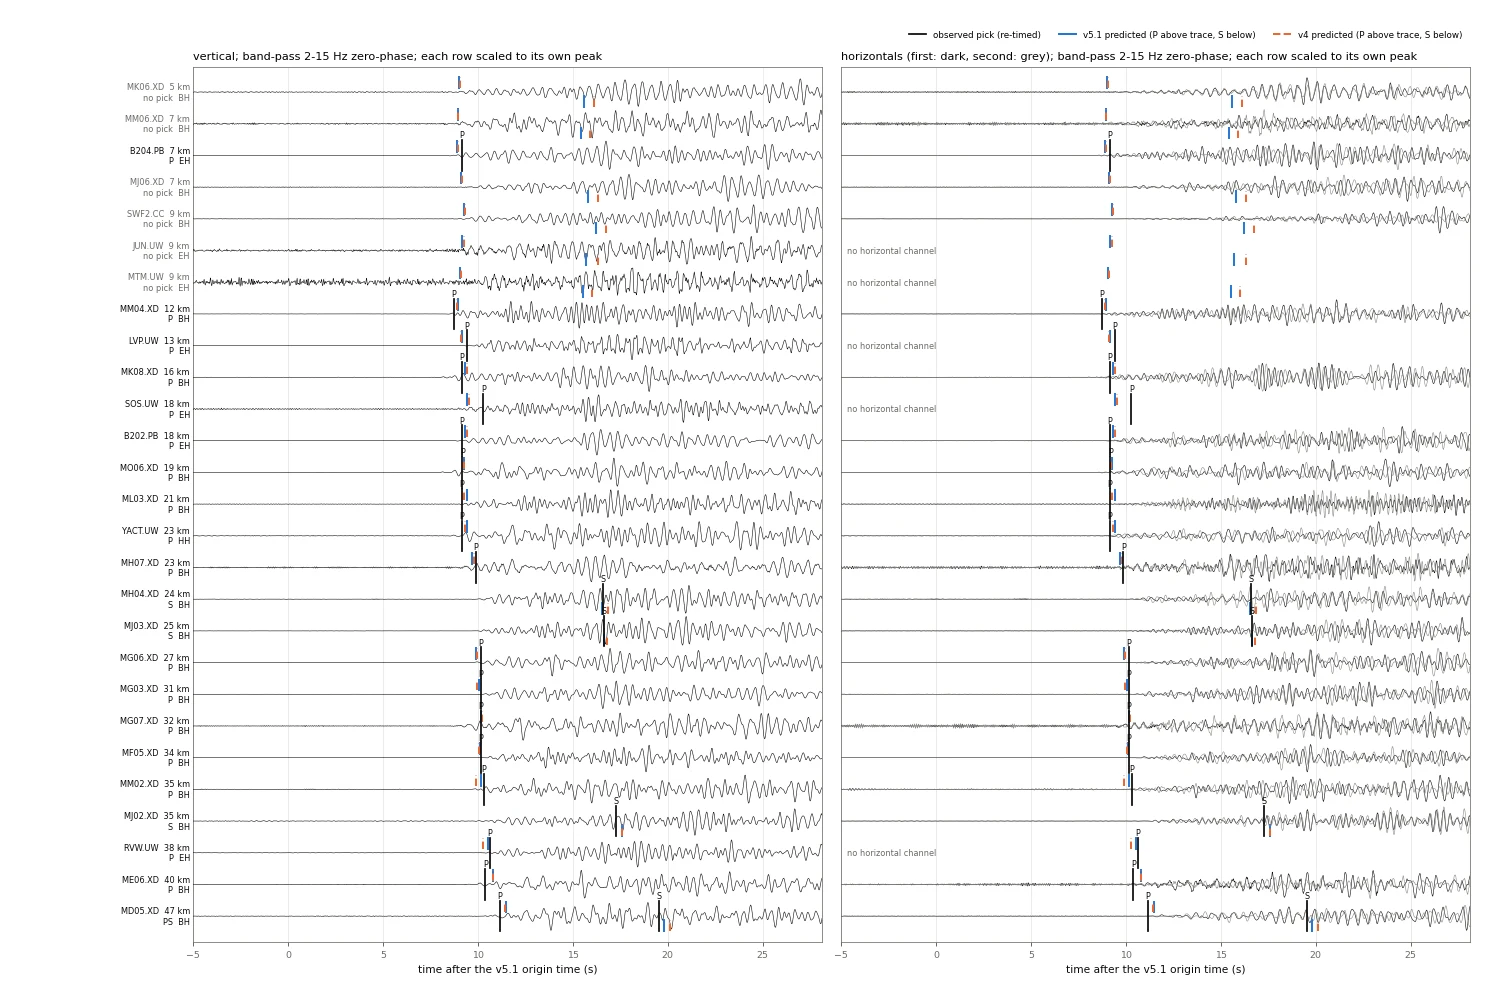 observed pick (re-timed)
v5.1 predicted (P above trace, S below)
v4 predicted (P above trace, S below)
vertical; band-pass 2-15 Hz zero-phase; each row scaled to its own peak
horizontals (first: dark, second: grey); band-pass 2-15 Hz zero-phase; each row scaled to its own peak
MK06.XD 5 km
no pick BH
MM06.XD 7 km
no pick BH
P
P
B204.PB 7 km
P EH
MJ06.XD 7 km
no pick BH
SWF2.CC 9 km
no pick BH
JUN.UW 9 km
no pick EH
no horizontal channel
MTM.UW 9 km
no pick EH
no horizontal channel
P
P
MM04.XD 12 km
P BH
P
P
LVP.UW 13 km
P EH
no horizontal channel
P
P
MK08.XD 16 km
P BH
P
P
SOS.UW 18 km
P EH
no horizontal channel
P
P
B202.PB 18 km
P EH
P
P
MO06.XD 19 km
P BH
P
P
ML03.XD 21 km
P BH
P
P
YACT.UW 23 km
P HH
P
P
MH07.XD 23 km
P BH
S
S
MH04.XD 24 km
S BH
S
S
MJ03.XD 25 km
S BH
P
P
MG06.XD 27 km
P BH
P
P
MG03.XD 31 km
P BH
P
P
MG07.XD 32 km
P BH
P
P
MF05.XD 34 km
P BH
P
P
MM02.XD 35 km
P BH
S
S
MJ02.XD 35 km
S BH
P
P
RVW.UW 38 km
P EH
no horizontal channel
P
P
ME06.XD 40 km
P BH
P
S
P
S
MD05.XD 47 km
PS BH
−5 0 5 10 15 20 25
−5 0 5 10 15 20 25
time after the v5.1 origin time (s)
time after the v5.1 origin time (s)